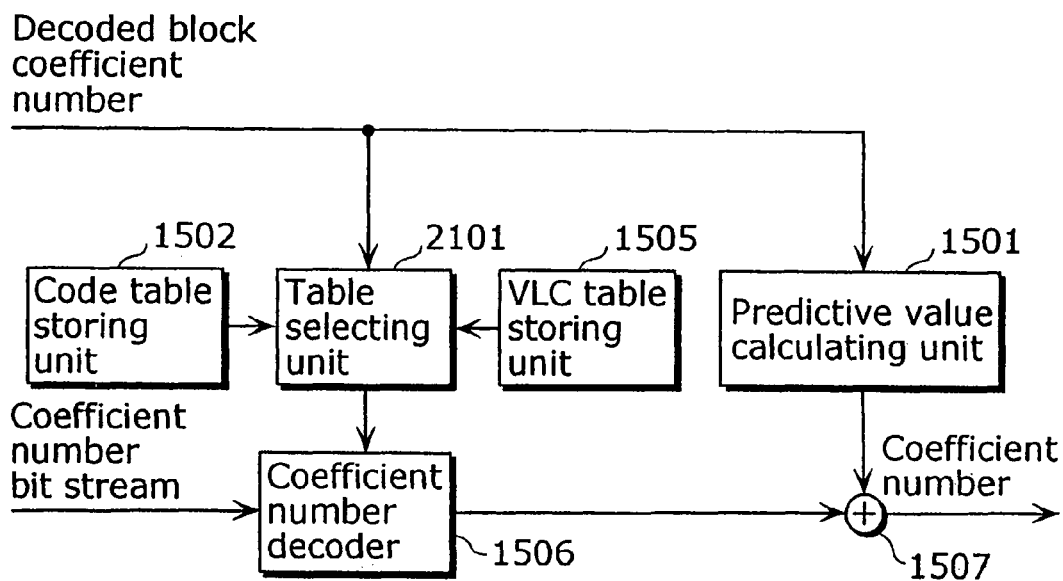 Decoded block
coefficient
number
1502
2101
1505
1501
Code table
storing
unit
Table
selecting
unit
VLC table
storing
unit
Predictive value
calculating unit
Coefficient
number
bit stream
Coefficient
number
decoder
1506
Coefficient
number
+
1507